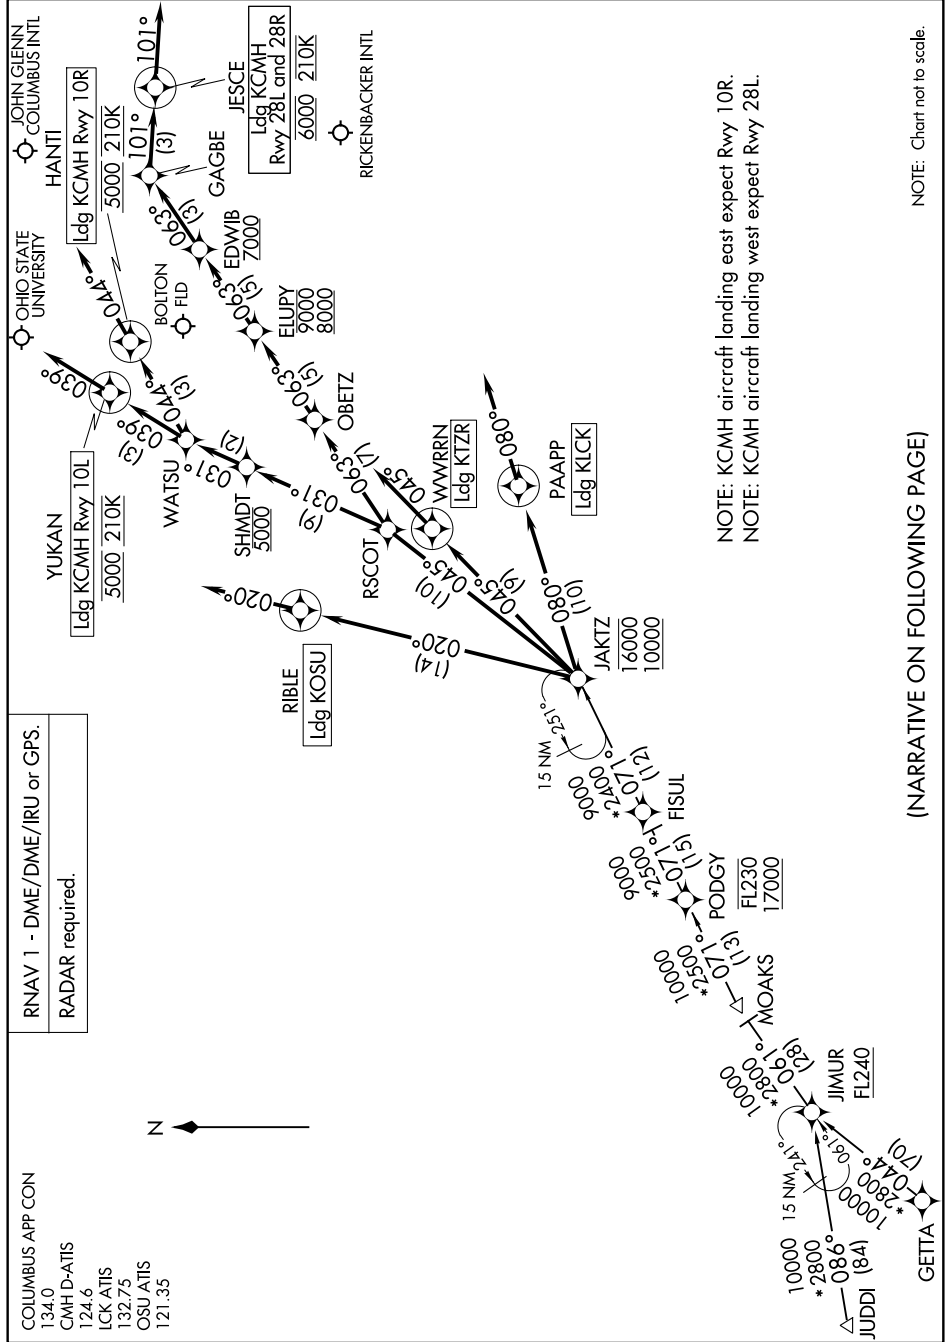 COLUMBUS APP CON
134.0
CMH D-ATIS
124.6
LCK ATIS
132.75
OSU ATIS
121.35
RNAV 1 - DME/DME/IRU or GPS.
RADAR required.
N
YUKAN
Ldg KCMH Rwy 10L
5000 210K
039°
039°
(3)
OHIO STATE
UNIVERSITY
JOHN GLENN
COLUMBUS INTL
HANTI
Ldg KCMH Rwy 10R
5000 210K
044°
044°
(3)
BOLTON
FLD
WATSU
031°
(2)
SHMDT
5000
031°
(9)
101°
101°
(3)
JESCE
Ldg KCMH
Rwy 28L and 28R
6000 210K
GAGBE
RICKENBACKER INTL
063°
(3)
EDWIB
7000
063°
(5)
ELUPY
9000
8000
063°
(5)
OBETZ
063°
(7)
RSCOT
045°
(10)
045°
WWRRN
Ldg KTZR
045°
(9)
020°
RIBLE
Ldg KOSU
020°
(14)
080°
PAAPP
Ldg KLCK
080°
(10)
JAKTZ
16000
10000
15 NM
251°
9000
*2400
071°
(12)
FISUL
9000
*2500
071°
(15)
PODGY
FL230
17000
10000
*2500
071°
(13)
MOAKS
10000
*2800
061°
(28)
JIMUR
FL240
15 NM
241°
061°
10000
*2800
086°
(84)
JUDDI
10000
*2800
044°
(70)
GETTA
NOTE: KCMH aircraft landing east expect Rwy 10R.
NOTE: KCMH aircraft landing west expect Rwy 28L.
(NARRATIVE ON FOLLOWING PAGE)
NOTE: Chart not to scale.